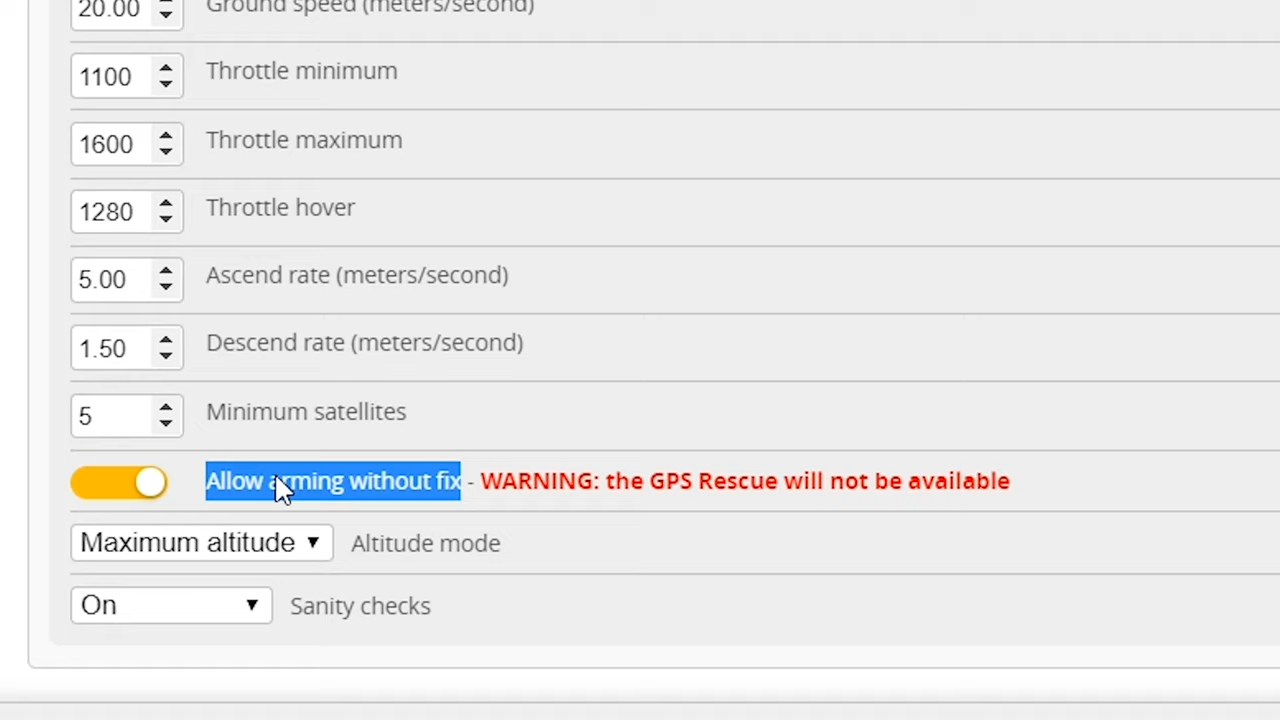 20.00 Ground speed (meters/second)
1100 Throttle minimum
1600 Throttle maximum
1280 Throttle hover
5.00 Ascend rate (meters/second)
1.50 Descend rate (meters/second)
5 Minimum satellites
Allow arming without fix - WARNING: the GPS Rescue will not be available
Maximum altitude Altitude mode
On Sanity checks